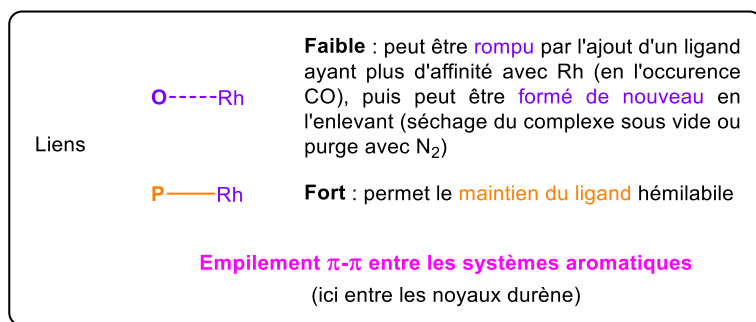 Faible : peut être rompu par l'ajout d'un ligand
ayant plus d'affinité avec Rh (en l'occurence
CO), puis peut être formé de nouveau en
l'enlevant (séchage du complexe sous vide ou
purge avec N2)
O-----Rh
Liens
P—Rh
Fort : permet le maintien du ligand hémilabile
Empilement π-π entre les systèmes aromatiques
(ici entre les noyaux durène)